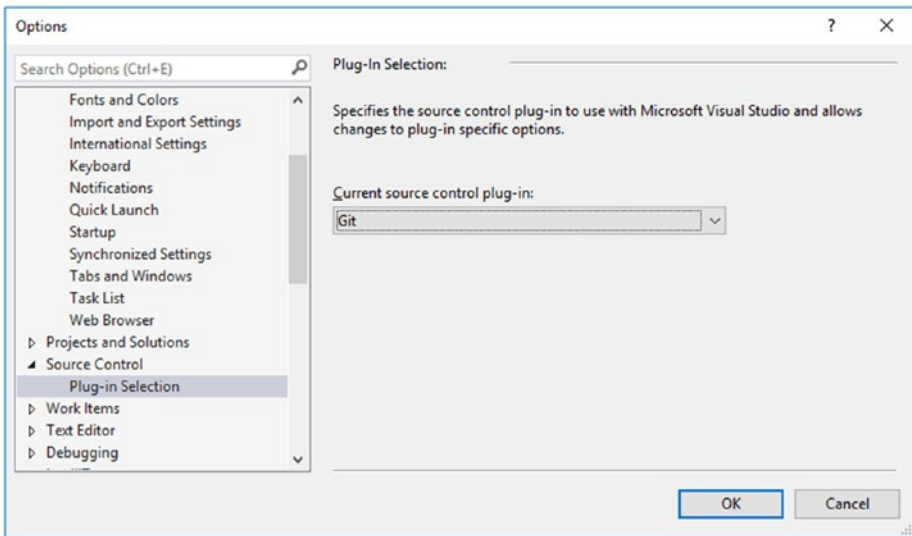 Options
?
Search Options (Ctrl+E)
Fonts and Colors
Import and Export Settings
International Settings
Keyboard
Notifications
Quick Launch
Startup
Synchronized Settings
Tabs and Windows
Task List
Web Browser
Projects and Solutions
Source Control
Plug-in Selection
Work Items
Text Editor
Debugging
Plug-In Selection:
Specifies the source control plug-in to use with Microsoft Visual Studio and allows
changes to plug-in specific options.
Current source control plug-in:
Git
OK
Cancel